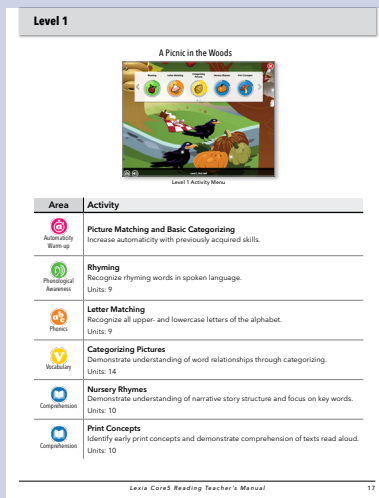 Level 1
A Picnic in the Woods
Level 1 Activity Menu
Area Activity
Automaticity
Warm-up
Picture Matching and Basic Categorizing
Increase automaticity with previously acquired skills.
Phonological
Awareness
Rhyming
Recognize rhyming words in spoken language.
Units: 9
abc
Phonics
Letter Matching
Recognize all upper- and lowercase letters of the alphabet.
Units: 9
V
Vocabulary
Categorizing Pictures
Demonstrate understanding of word relationships through categorizing.
Units: 14
Comprehension
Nursery Rhymes
Demonstrate understanding of narrative story structure and focus on key words.
Units: 10
Comprehension
Print Concepts
Identify early print concepts and demonstrate comprehension of texts read aloud.
Units: 10
Lexia Core5 Reading Teacher's Manual 17